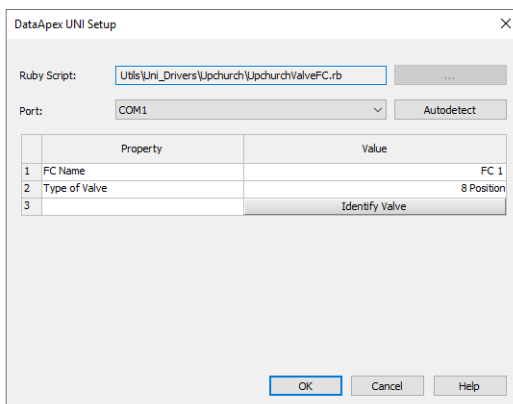 DataApex UNI Setup
Ruby Script: Utils\Uni_Drivers\Upchurch\UpchurchValveFC.rb ...
Port: COM1 Autodetect
Property Value
1 FC Name FC 1
2 Type of Valve 8 Position
3 Identify Valve
OK Cancel Help